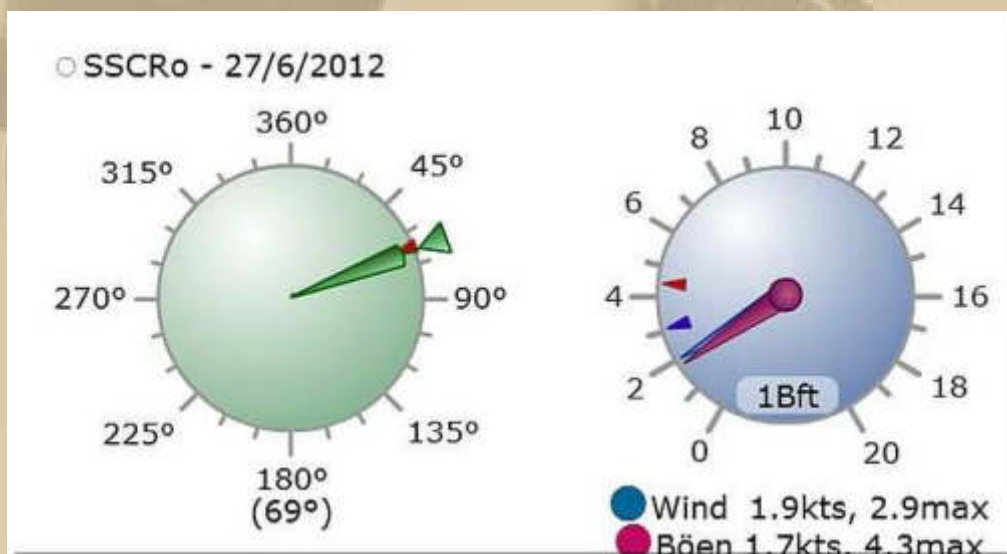 SSCRo - 27/6/2012
360º
45º
90º
135º
180º
(69º)
225º
270º
315º
0
2
4
6
8
10
12
14
16
18
20
1Bft
Wind 1.9kts, 2.9max
Böen 1.7kts, 4.3max